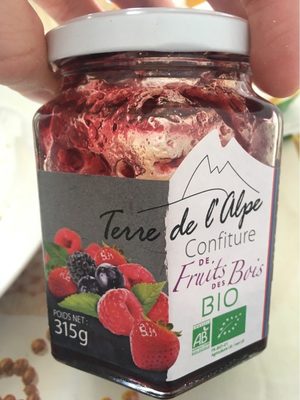 Terre de l'Alpe
Confiture
DE
Fruits
DES
Bois
BIO
POIDS NET:
315g
AB